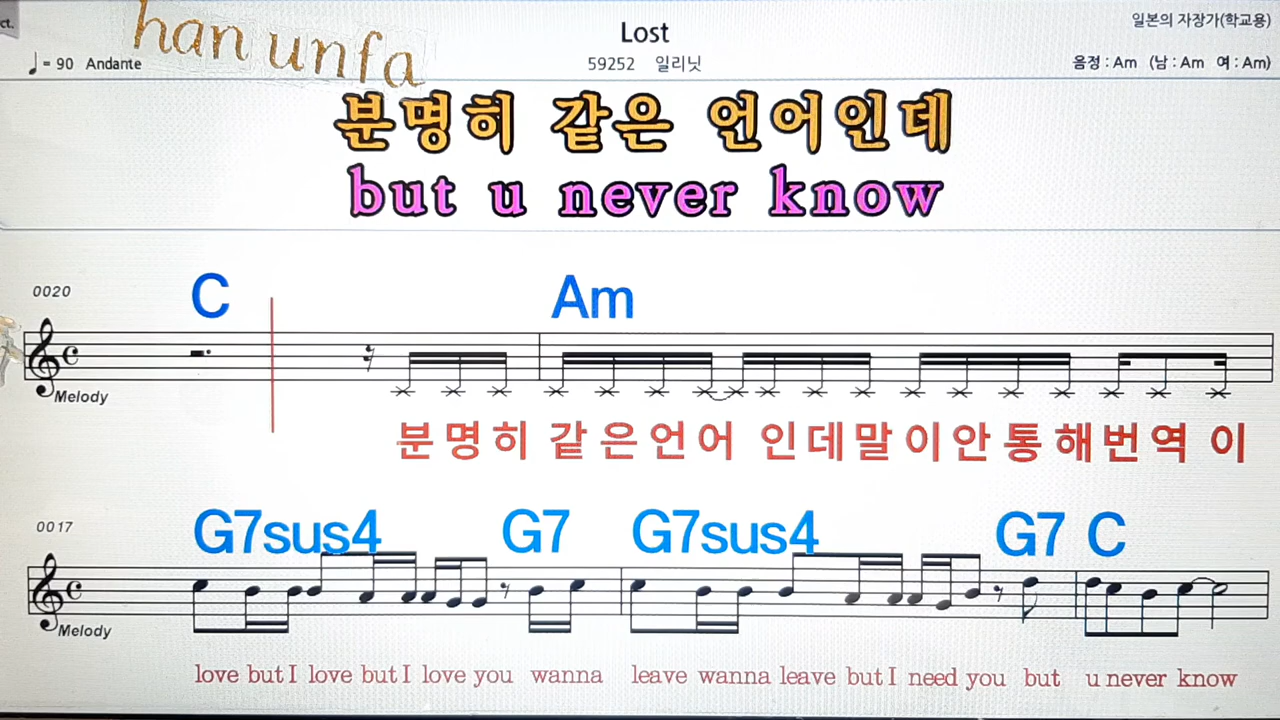 ct.
han unfa
Lost
일본의 자장가(학교용)
♩= 90 Andante
59252 일리닛
음정 : Am (남 : Am 여 : Am)
분명히 같은 언어인데
but u never know
0020
C Am
Melody
분명히 같은언어 인데말이안통해번역 이
0017
G7sus4 G7 G7sus4 G7 C
Melody
love but I love but I love you wanna leave wanna leave but I need you but u never know